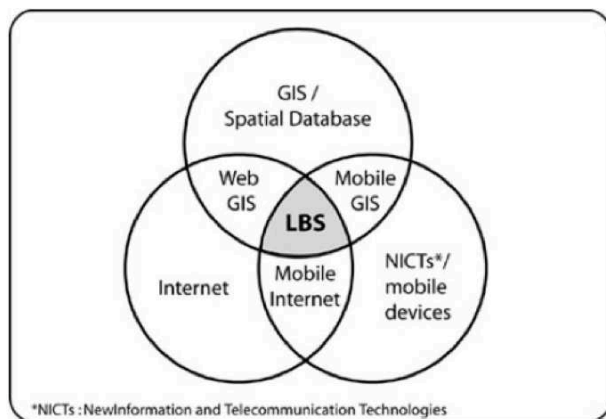 GIS /
Spatial Database
Web
GIS
Mobile
GIS
LBS
Internet
Mobile
Internet
NICTs*/
mobile
devices
*NICTs : NewInformation and Telecommunication Technologies